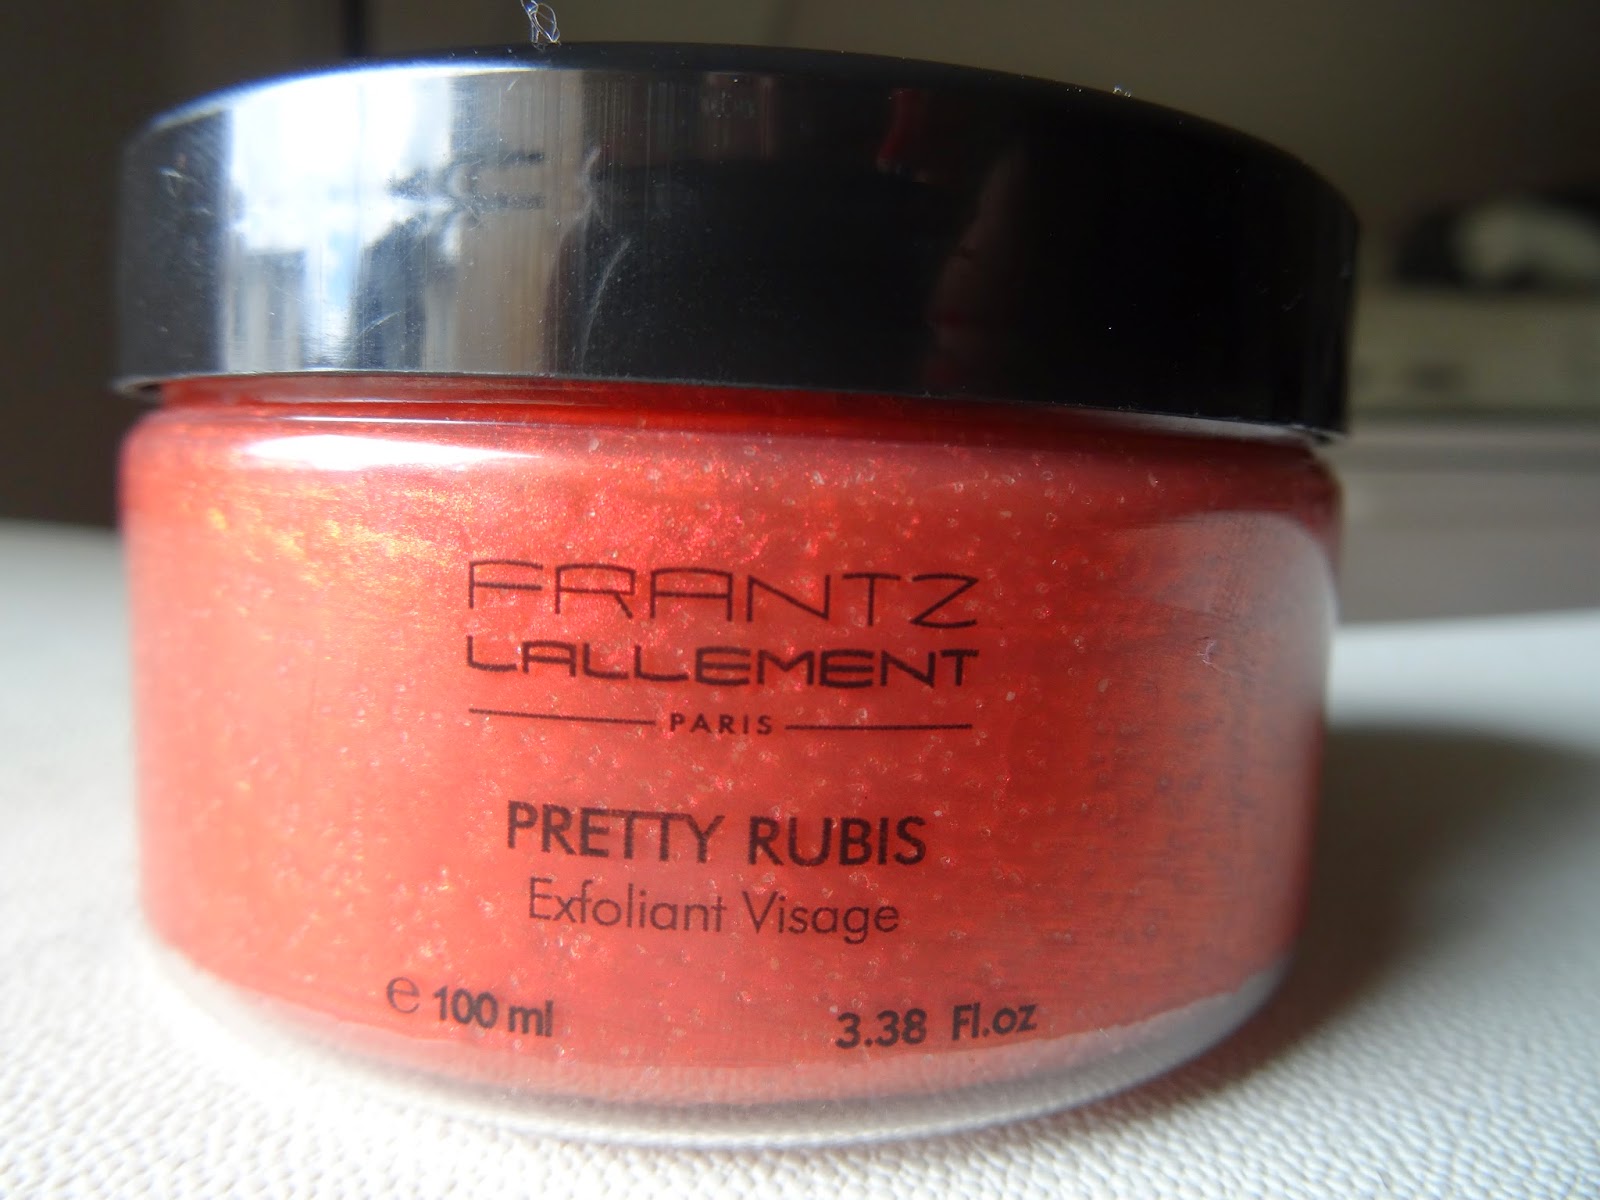 FRANTZ
LALLEMENT
PARIS
PRETTY RUBIS
Exfoliant Visage
℮ 100 ml 3.38 Fl.oz